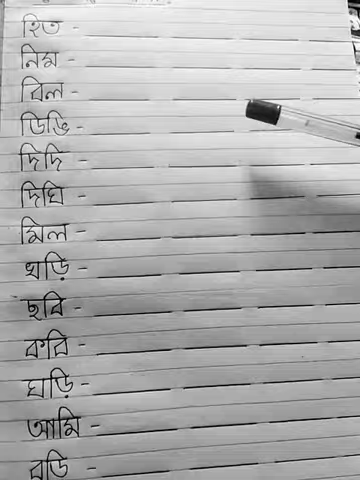 হিত -
নিম -
বিল -
ডিঙি -
দিদি -
দিঘি -
মিল -
খড়ি -
ছবি -
কবি -
ঘড়ি -
আমি -
বড়ি -